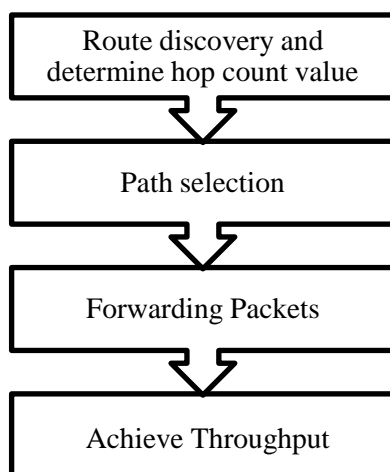 Route discovery and
determine hop count value
Path selection
Forwarding Packets
Achieve Throughput